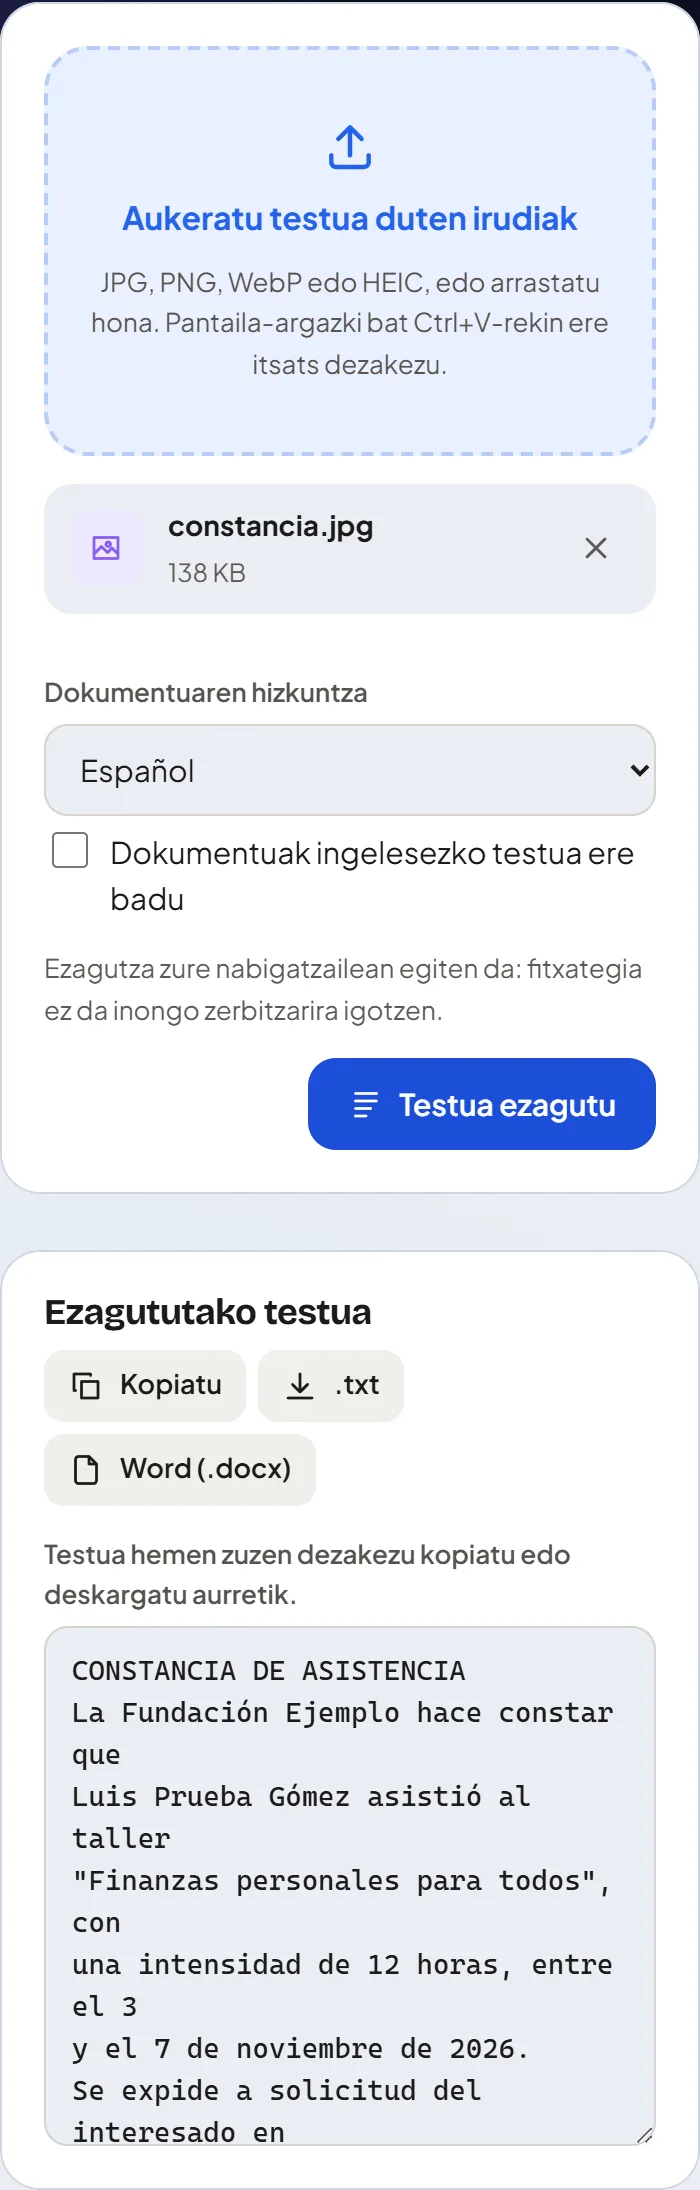 Aukeratu testua duten irudiak
JPG, PNG, WebP edo HEIC, edo arrastatu
hona. Pantaila-argazki bat Ctrl+V-rekin ere
itsats dezakezu.
constancia.jpg
138 KB
Dokumentuaren hizkuntza
Español
Dokumentuak ingelesezko testua ere
badu
Ezagutza zure nabigatzailean egiten da: fitxategia
ez da inongo zerbitzarira igotzen.
Testua ezagutu
Ezagututako testua
Kopiatu
.txt
Word (.docx)
Testua hemen zuzen dezakezu kopiatu edo
deskargatu aurretik.
CONSTANCIA DE ASISTENCIA
La Fundación Ejemplo hace constar
que
Luis Prueba Gómez asistió al
taller
"Finanzas personales para todos",
con
una intensidad de 12 horas, entre
el 3
y el 7 de noviembre de 2026.
Se expide a solicitud del
interesado en